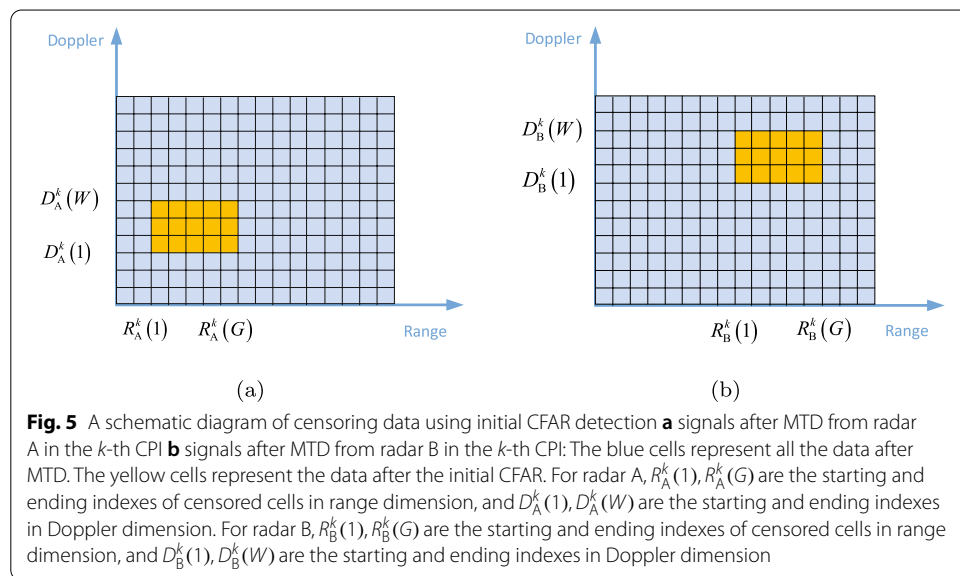 Doppler
Doppler
D_A^k(W)
D_A^k(1)
R_A^k(1) R_A^k(G) Range
D_B^k(W)
D_B^k(1)
R_B^k(1) R_B^k(G) Range
(a) (b)
Fig. 5 A schematic diagram of censoring data using initial CFAR detection a signals after MTD from radar
A in the k-th CPI b signals after MTD from radar B in the k-th CPI: The blue cells represent all the data after
MTD. The yellow cells represent the data after the initial CFAR. For radar A, R_A^k(1), R_A^k(G) are the starting and
ending indexes of censored cells in range dimension, and D_A^k(1), D_A^k(W) are the starting and ending indexes
in Doppler dimension. For radar B, R_B^k(1), R_B^k(G) are the starting and ending indexes of censored cells in range
dimension, and D_B^k(1), D_B^k(W) are the starting and ending indexes in Doppler dimension